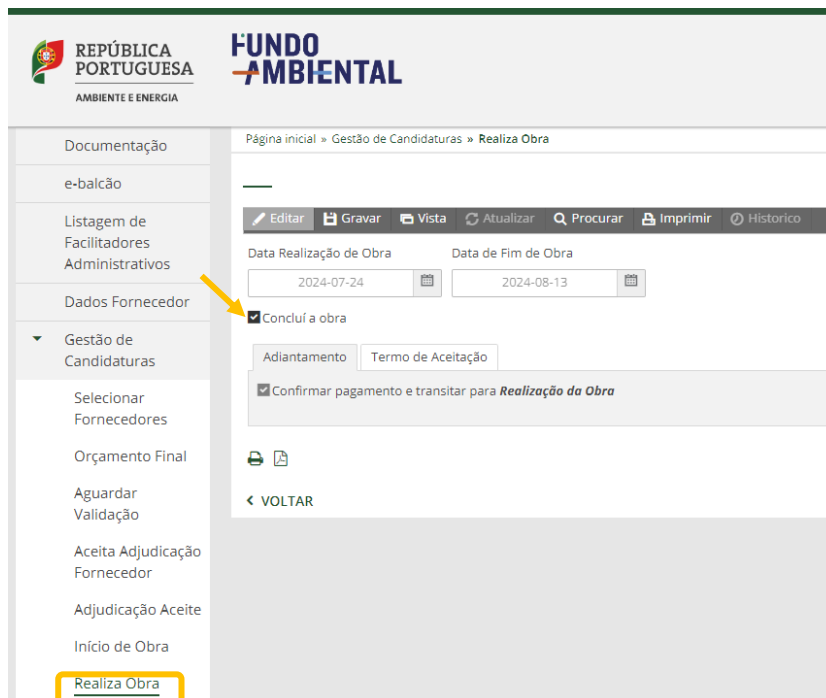 REPÚBLICA
PORTUGUESA
AMBIENTE E ENERGIA
FUNDO
AMBIENTAL
Documentação
e-balcão
Listagem de
Facilitadores
Administrativos
Dados Fornecedor
Gestão de
Candidaturas
Selecionar
Fornecedores
Orçamento Final
Aguardar
Validação
Aceita Adjudicação
Fornecedor
Adjudicação Aceite
Início de Obra
Realiza Obra
Página inicial » Gestão de Candidaturas » Realiza Obra
Editar Gravar Vista Atualizar Procurar Imprimir Historico
Data Realização de Obra Data de Fim de Obra
2024-07-24 2024-08-13
Concluí a obra
Adiantamento Termo de Aceitação
Confirmar pagamento e transitar para Realização da Obra
VOLTAR